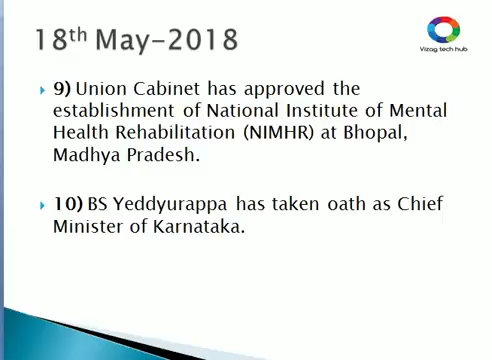 18th May-2018
Vizag tech hub
9) Union Cabinet has approved the
establishment of National Institute of Mental
Health Rehabilitation (NIMHR) at Bhopal,
Madhya Pradesh.
10) BS Yeddyurappa has taken oath as Chief
Minister of Karnataka.